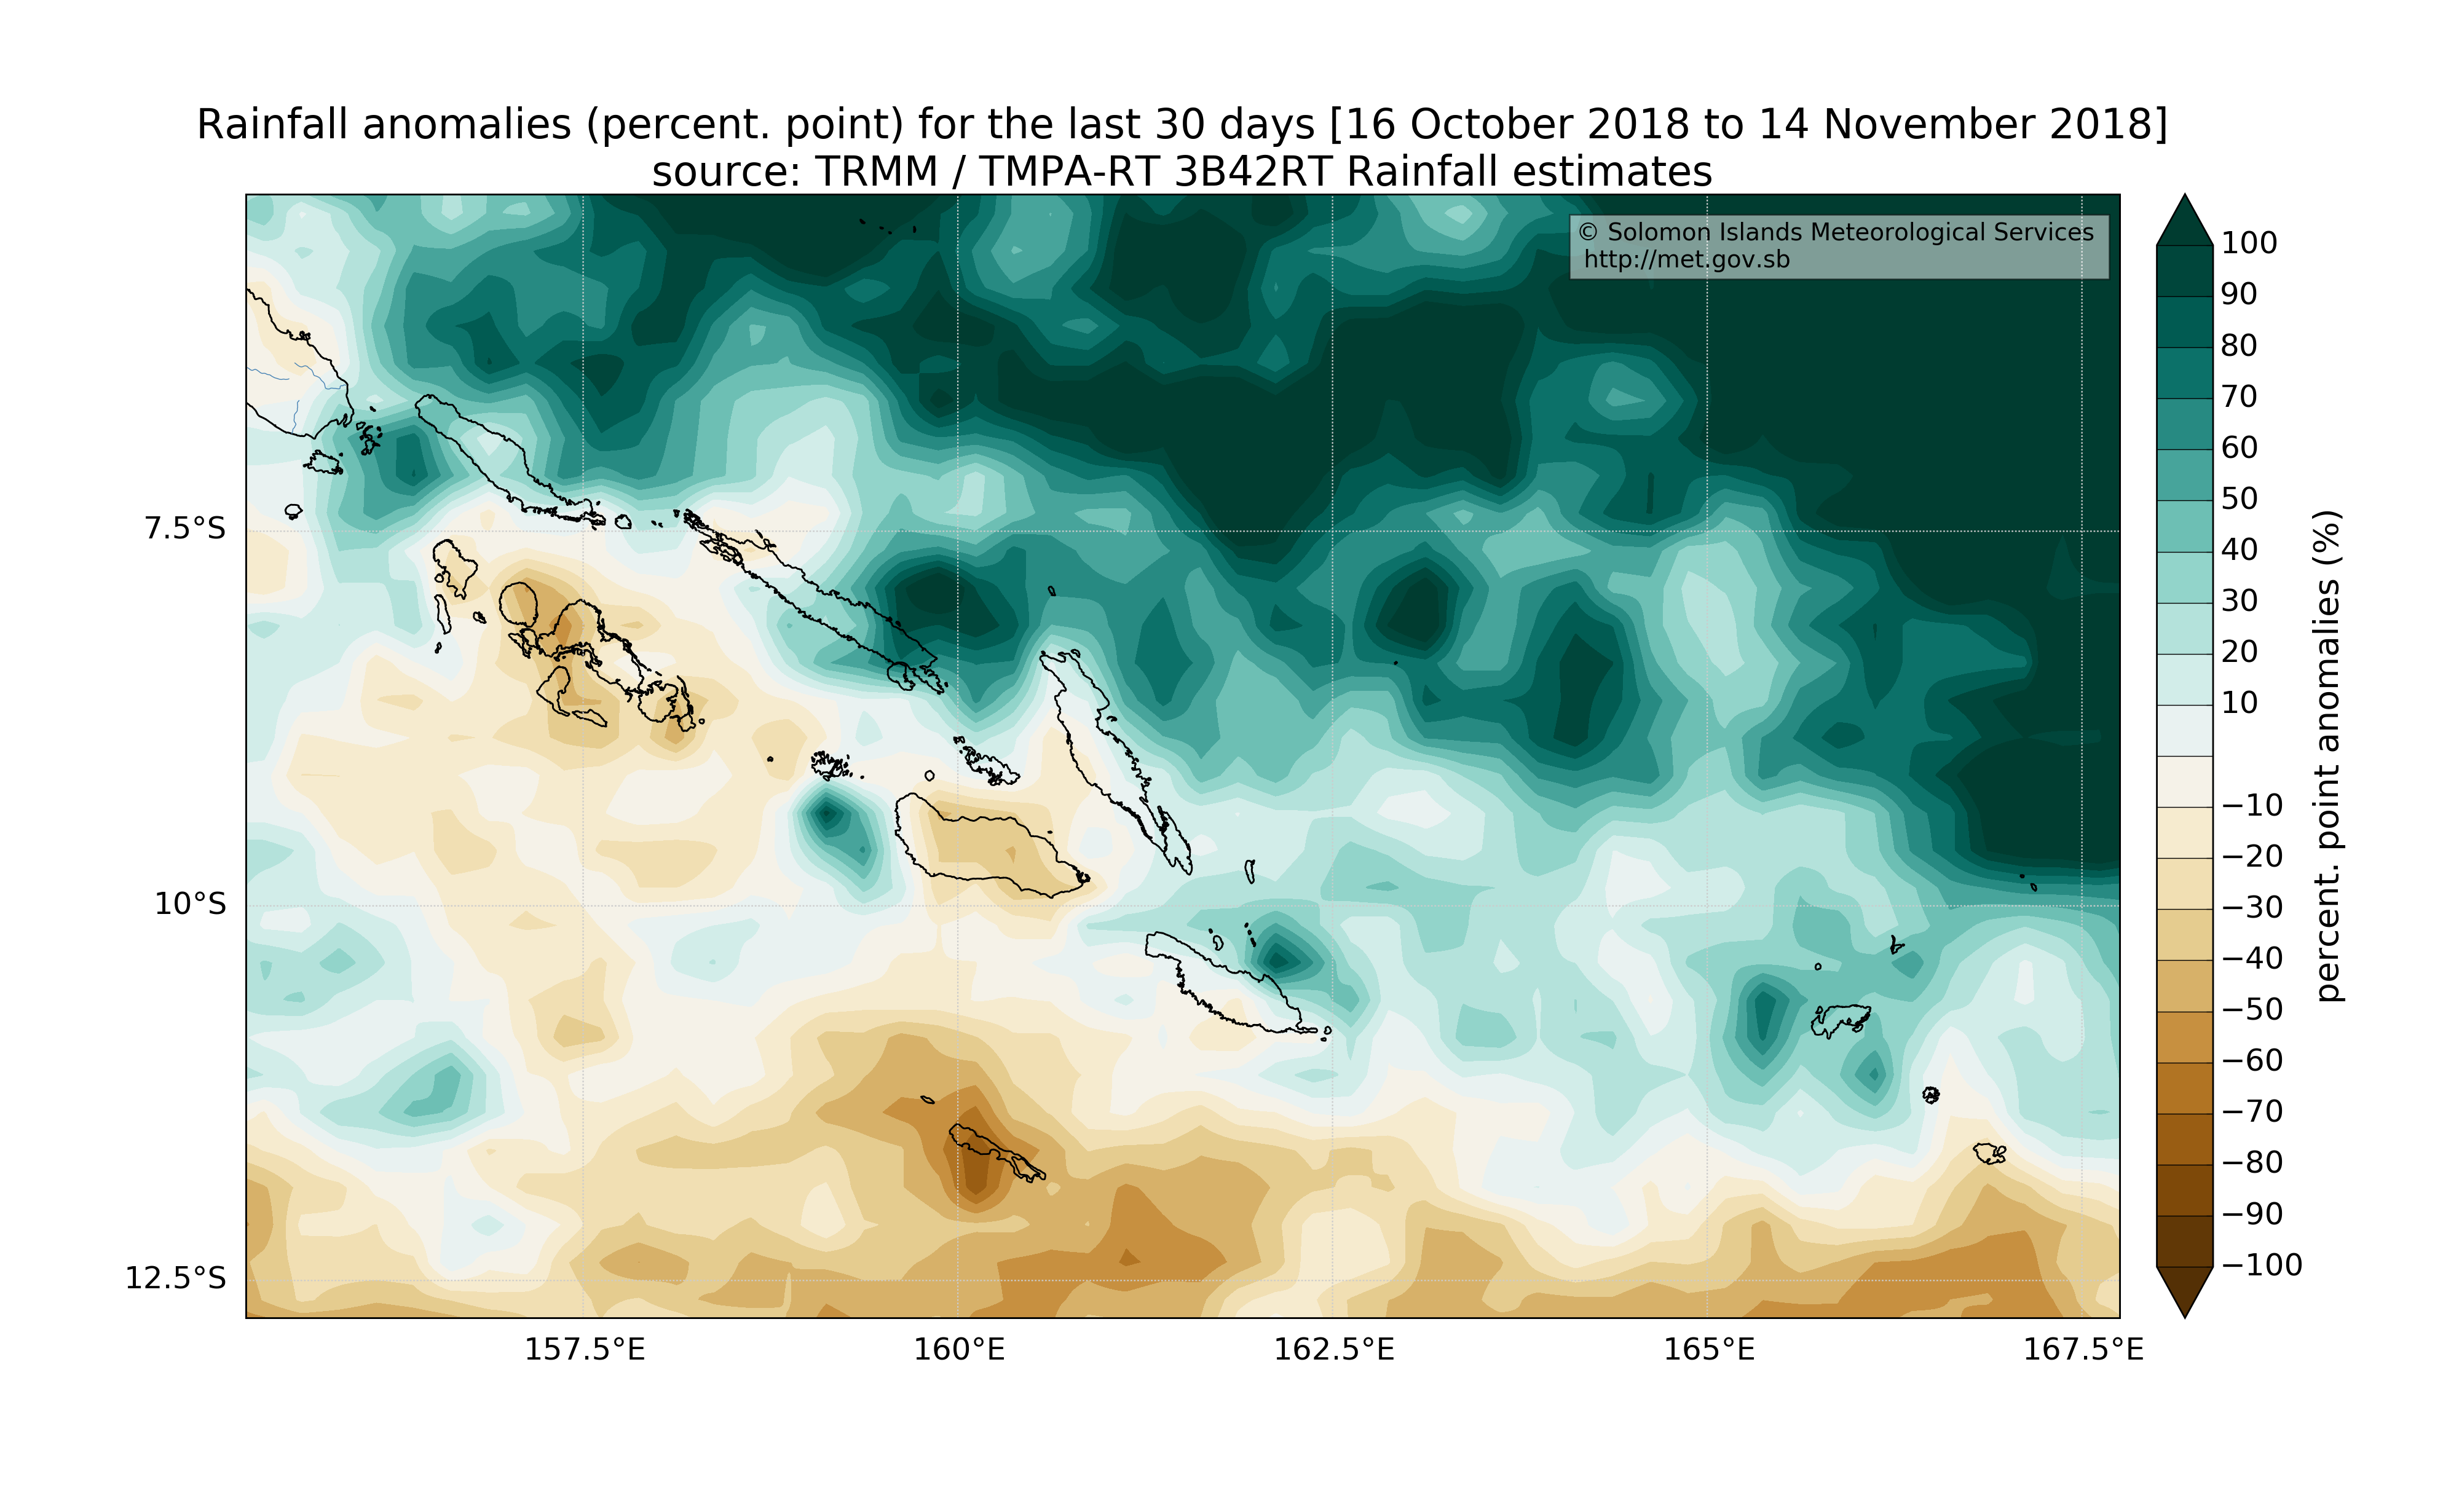 Rainfall anomalies (percent. point) for the last 30 days [16 October 2018 to 14 November 2018]
source: TRMM / TMPA-RT 3B42RT Rainfall estimates
© Solomon Islands Meteorological Services
http://met.gov.sb
7.5°S
10°S
12.5°S
157.5°E
160°E
162.5°E
165°E
167.5°E
100
90
80
70
60
50
40
30
20
10
−10
−20
−30
−40
−50
−60
−70
−80
−90
−100
percent. point anomalies (%)